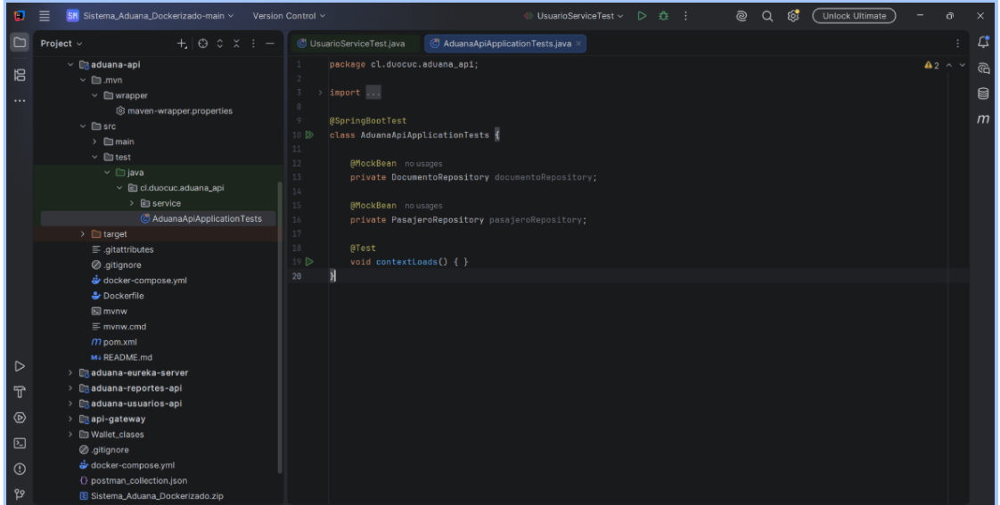 SM Sistema_Aduana_Dockerizado-main Version Control UsuarioServiceTest Unlock Ultimate
Project
UsuarioServiceTest.java AduanaApiApplicationTests.java
aduana-api
.mvn
wrapper
maven-wrapper.properties
src
main
test
java
cl.duocuc.aduana_api
service
AduanaApiApplicationTests
target
.gitattributes
.gitignore
docker-compose.yml
Dockerfile
mvnw
mvnw.cmd
pom.xml
README.md
aduana-eureka-server
aduana-reportes-api
aduana-usuarios-api
api-gateway
Wallet_clases
.gitignore
docker-compose.yml
postman_collection.json
Sistema_Aduana_Dockerizado.zip
1 package cl.duocuc.aduana_api;
2
3 import ...
8
9 @SpringBootTest
10 class AduanaApiApplicationTests {
11
12 @MockBean no usages
13 private DocumentoRepository documentoRepository;
14
15 @MockBean no usages
16 private PasajeroRepository pasajeroRepository;
17
18 @Test
19 void contextLoads() { }
20 }
2
m